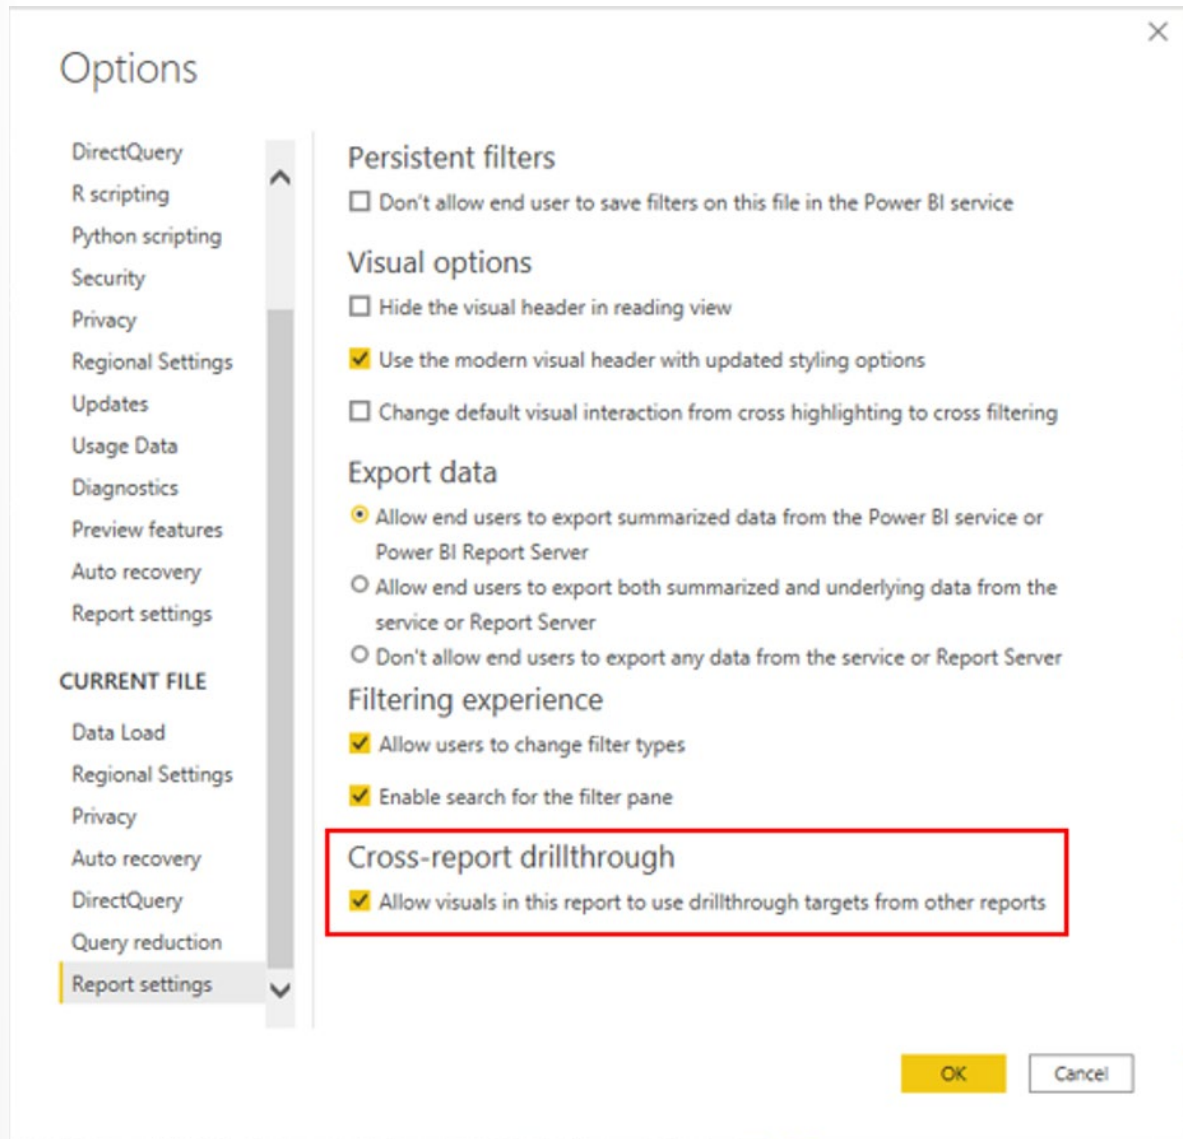 Options
DirectQuery
R scripting
Python scripting
Security
Privacy
Regional Settings
Updates
Usage Data
Diagnostics
Preview features
Auto recovery
Report settings
CURRENT FILE
Data Load
Regional Settings
Privacy
Auto recovery
DirectQuery
Query reduction
Report settings
Persistent filters
Don't allow end user to save filters on this file in the Power BI service
Visual options
Hide the visual header in reading view
Use the modern visual header with updated styling options
Change default visual interaction from cross highlighting to cross filtering
Export data
Allow end users to export summarized data from the Power BI service or
Power BI Report Server
Allow end users to export both summarized and underlying data from the
service or Report Server
Don't allow end users to export any data from the service or Report Server
Filtering experience
Allow users to change filter types
Enable search for the filter pane
Cross-report drillthrough
Allow visuals in this report to use drillthrough targets from other reports
OK
Cancel